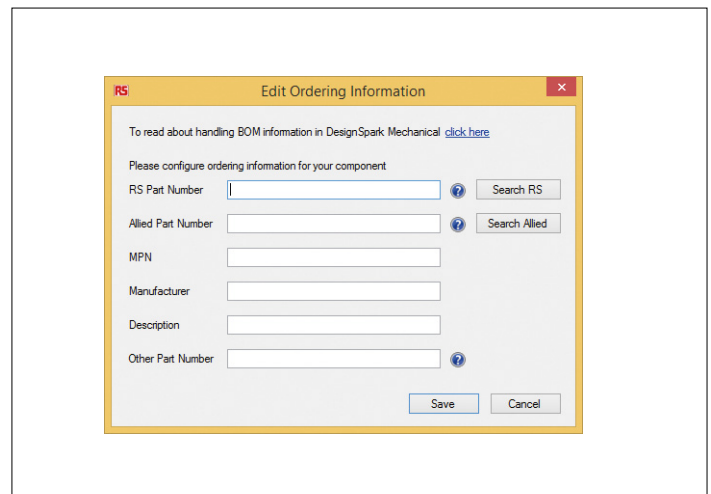 RS Edit Ordering Information
To read about handling BOM information in DesignSpark Mechanical click here
Please configure ordering information for your component
RS Part Number ? Search RS
Allied Part Number ? Search Allied
MPN
Manufacturer
Description
Other Part Number ?
Save Cancel